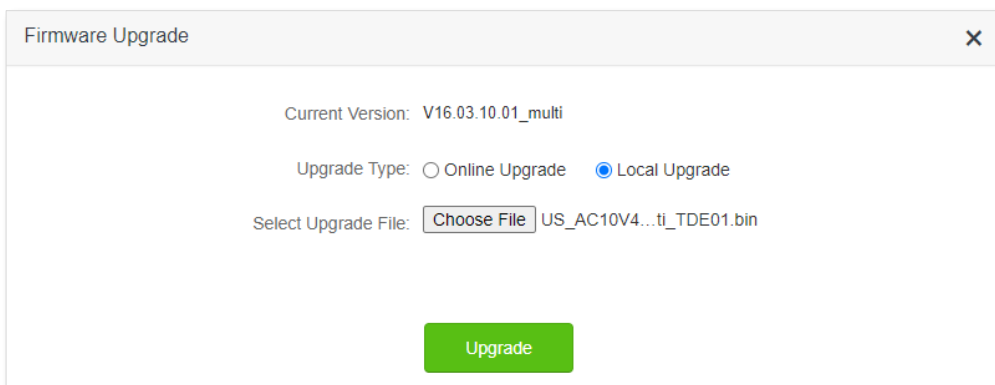 Firmware Upgrade
Current Version: V16.03.10.01_multi
Upgrade Type: Online Upgrade Local Upgrade
Select Upgrade File: Choose File US_AC10V4...ti_TDE01.bin
Upgrade